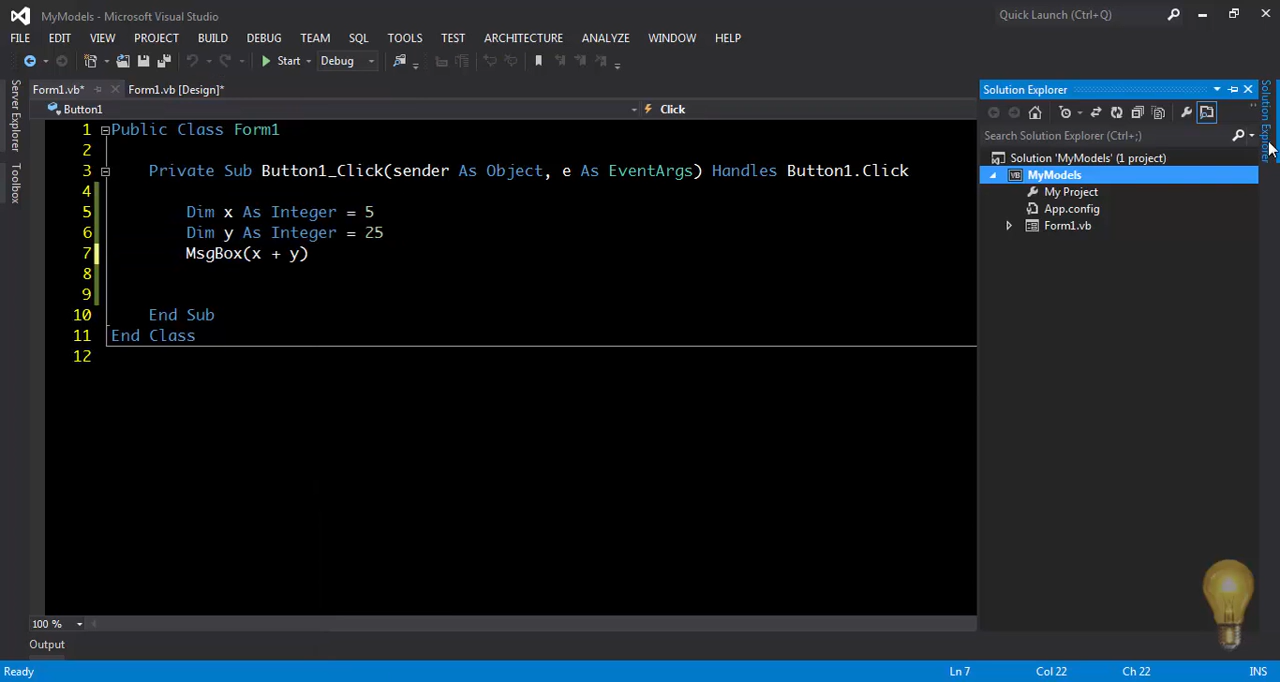 MyModels - Microsoft Visual Studio
Quick Launch (Ctrl+Q)
FILE EDIT VIEW PROJECT BUILD DEBUG TEAM SQL TOOLS TEST ARCHITECTURE ANALYZE WINDOW HELP
Start Debug
Form1.vb* Form1.vb [Design]*
Button1 Click
1 Public Class Form1
2
3 Private Sub Button1_Click(sender As Object, e As EventArgs) Handles Button1.Click
4
5 Dim x As Integer = 5
6 Dim y As Integer = 25
7 MsgBox(x + y)
8
9
10 End Sub
11 End Class
12
100 %
Output
Server Explorer
Toolbox
Solution Explorer
Search Solution Explorer (Ctrl+;)
Solution 'MyModels' (1 project)
VB MyModels
My Project
App.config
Form1.vb
Solution Explorer
Ready Ln 7 Col 22 Ch 22 INS